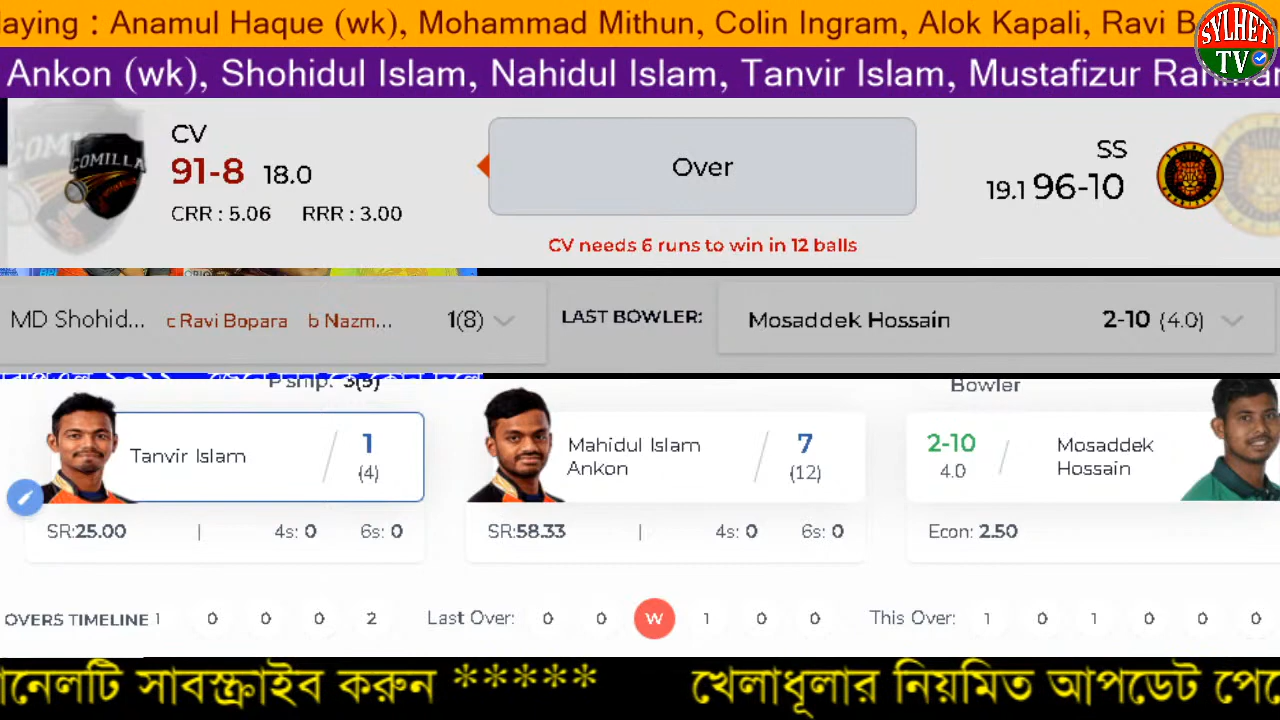 aying : Anamul Haque (wk), Mohammad Mithun, Colin Ingram, Alok Kapali, Ravi B
SYLHET TV
Ankon (wk), Shohidul Islam, Nahidul Islam, Tanvir Islam, Mustafizur Rahman
COMILLA
CV
91-8 18.0
CRR : 5.06 RRR : 3.00
Over
CV needs 6 runs to win in 12 balls
SS
19.1 96-10
MD Shohid... c Ravi Bopara b Nazm... 1(8)
LAST BOWLER: Mosaddek Hossain 2-10 (4.0)
P'ship: 3(9)
Bowler
Tanvir Islam 1 (4)
SR:25.00 | 4s: 0 6s: 0
Mahidul Islam Ankon 7 (12)
SR:58.33 | 4s: 0 6s: 0
2-10 4.0 Mosaddek Hossain
Econ: 2.50
OVERS TIMELINE 1 0 0 0 2 Last Over: 0 0 W 1 0 0 This Over: 1 0 1 0 0 0
নেলটি সাবস্ক্রাইব করুন ***** খেলাধূলার নিয়মিত আপডেট পে